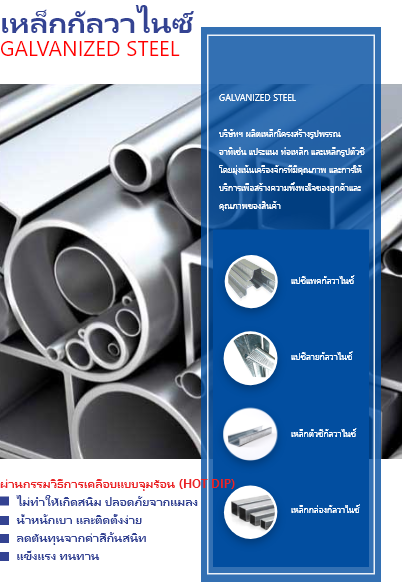 เหล็กกัลวาไนซ์
GALVANIZED STEEL
GALVANIZED STEEL
บริษัทฯ ผลิตเหล็กโครงสร้างรูปพรรณ
อาทิเช่น แประแนง ท่อเหล็ก และเหล็กรูปตัวซี
โดยมุ่งเน้นเครื่องจักรที่มีคุณภาพ และการให้
บริการเพื่อสร้างความพึงพอใจของลูกค้าและ
คุณภาพของสินค้า
แปซิแพคกัลวาไนซ์
แปซิลายกัลวาไนซ์
เหล็กตัวซีกัลวาไนซ์
เหล็กกล่องกัลวาไนซ์
ผ่านกรรมวิธีการเคลือบแบบจุ่มร้อน (HOT DIP)
ไม่ทำให้เกิดสนิม ปลอดภัยจากแมลง
น้ำหนักเบา และติดตั้งง่าย
ลดต้นทุนจากค่าสีกันสนิท
แข็งแรง ทนทาน